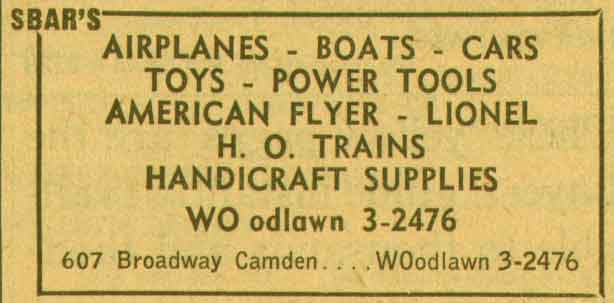 SBAR'S
AIRPLANES - BOATS - CARS
TOYS - POWER TOOLS
AMERICAN FLYER - LIONEL
H. O. TRAINS
HANDICRAFT SUPPLIES
WO odlawn 3-2476
607 Broadway Camden. . . . WOodlawn 3-2476